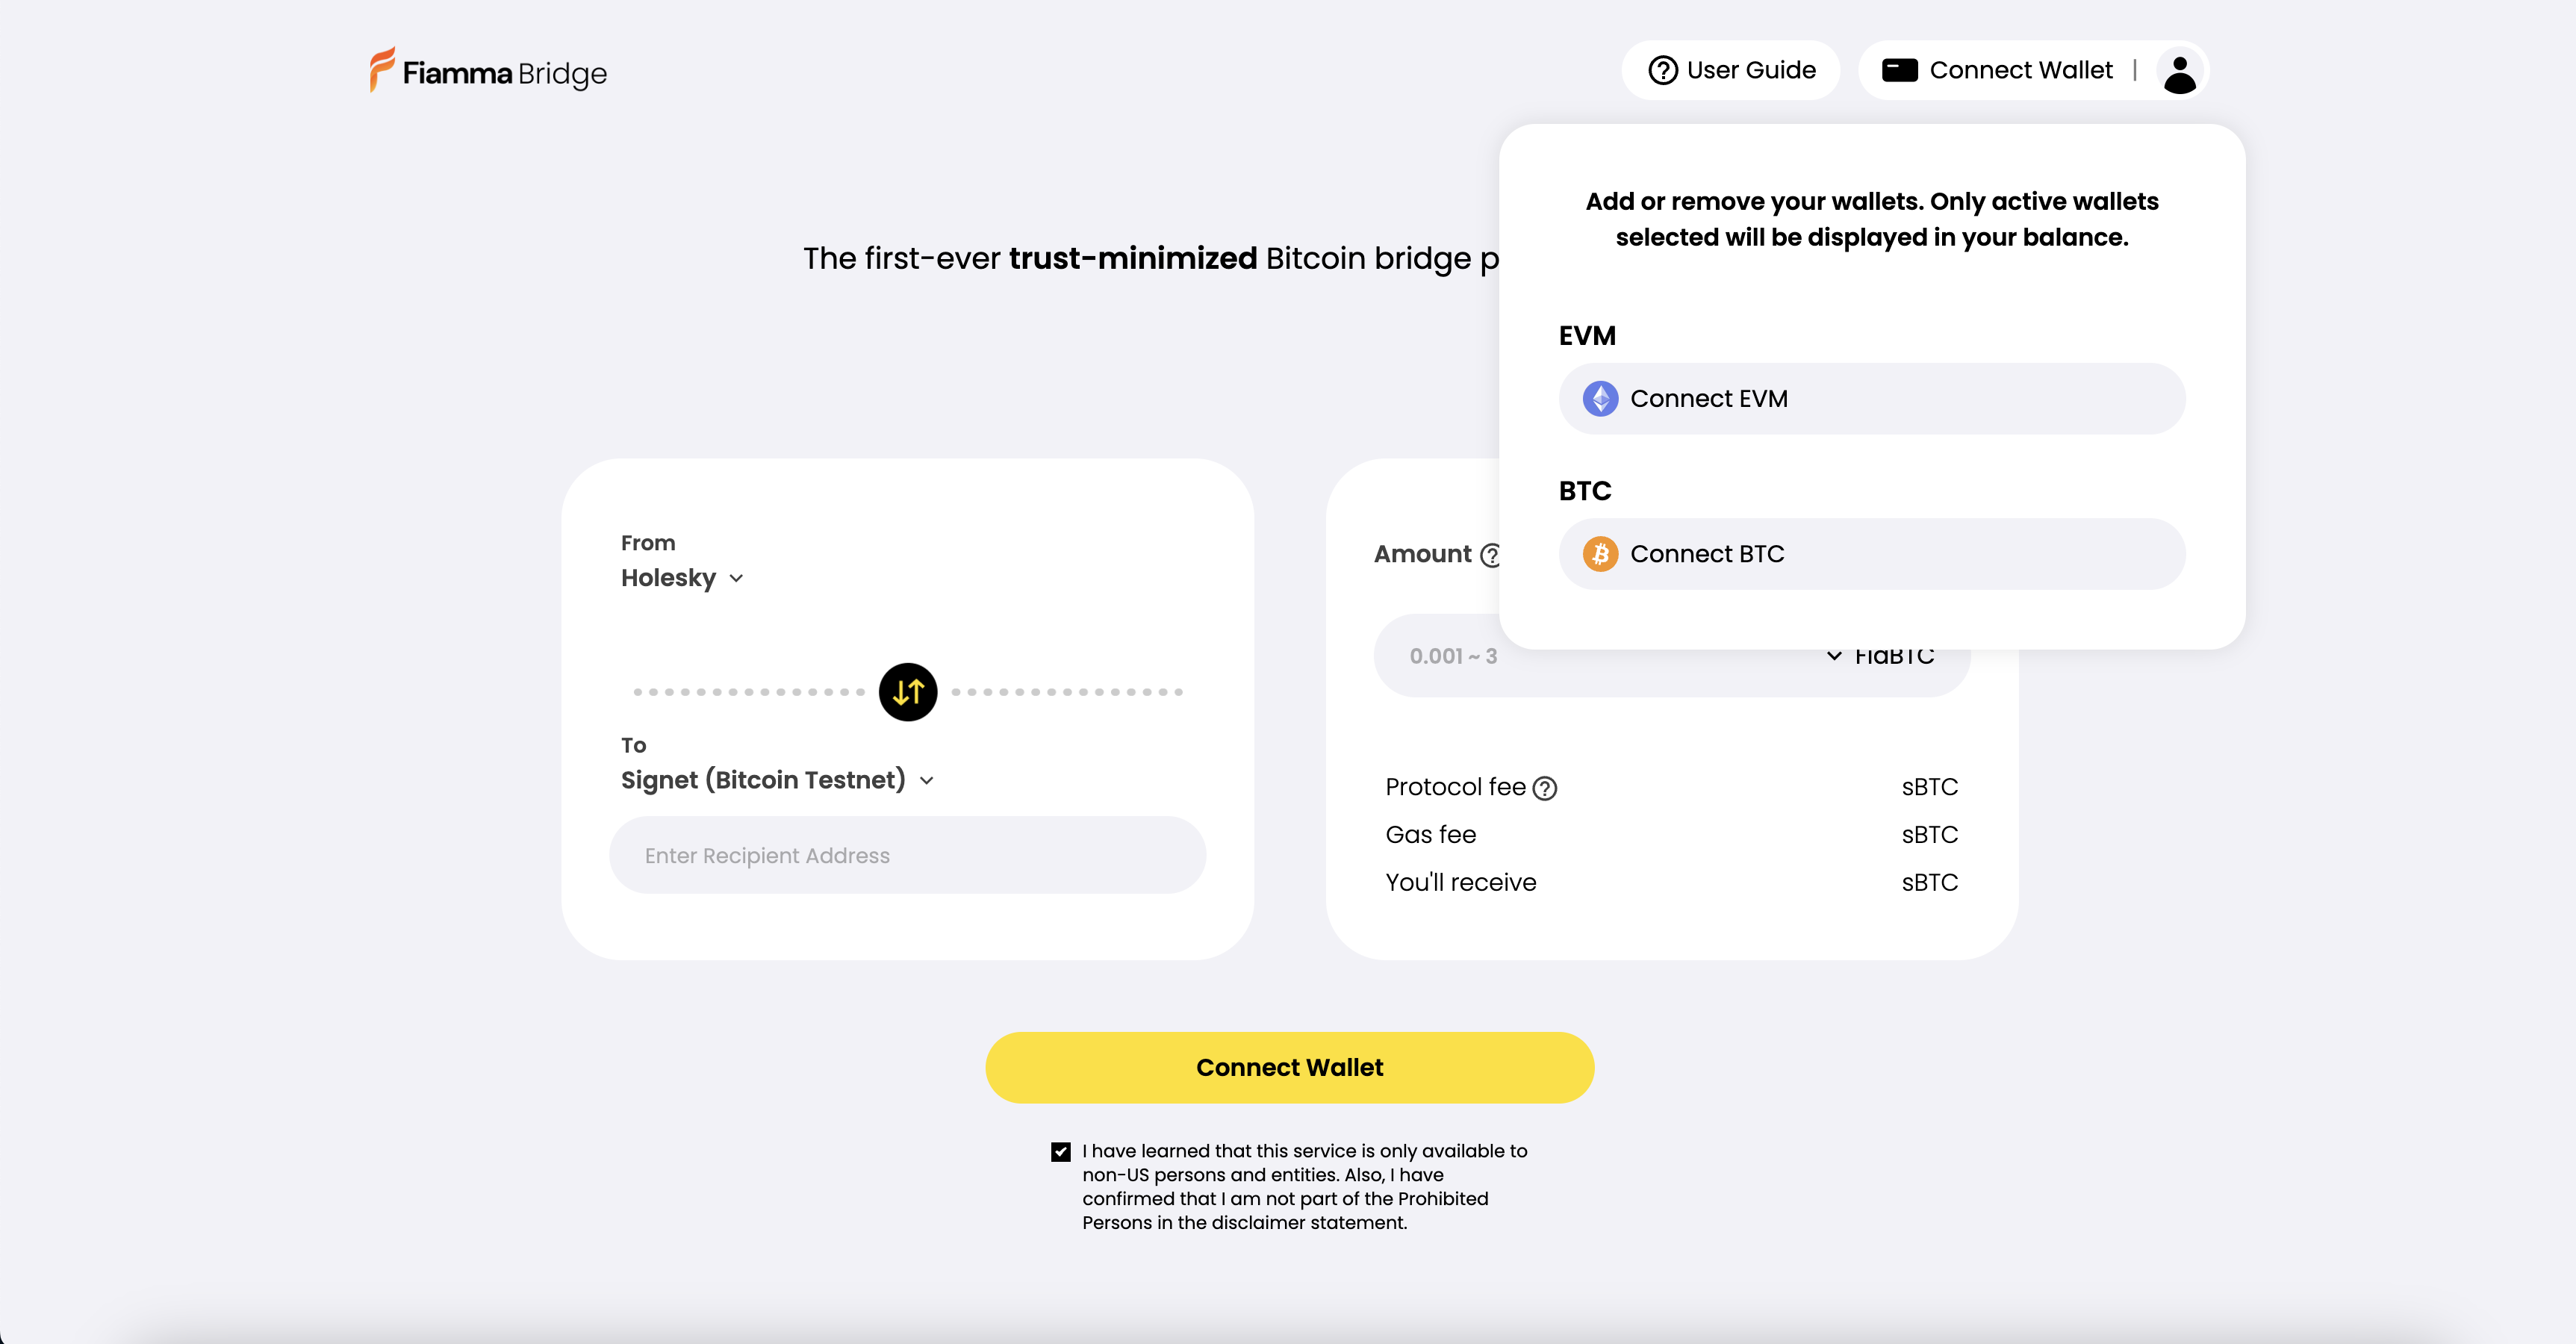 Fiamma Bridge
User Guide
Connect Wallet |
Add or remove your wallets. Only active wallets
selected will be displayed in your balance.
The first-ever trust-minimized Bitcoin bridge
EVM
Connect EVM
BTC
Connect BTC
From
Holesky
To
Signet (Bitcoin Testnet)
Enter Recipient Address
Amount
0.001 ~ 3
FiaBTC
Protocol fee
sBTC
Gas fee
sBTC
You'll receive
sBTC
Connect Wallet
I have learned that this service is only available to
non-US persons and entities. Also, I have
confirmed that I am not part of the Prohibited
Persons in the disclaimer statement.